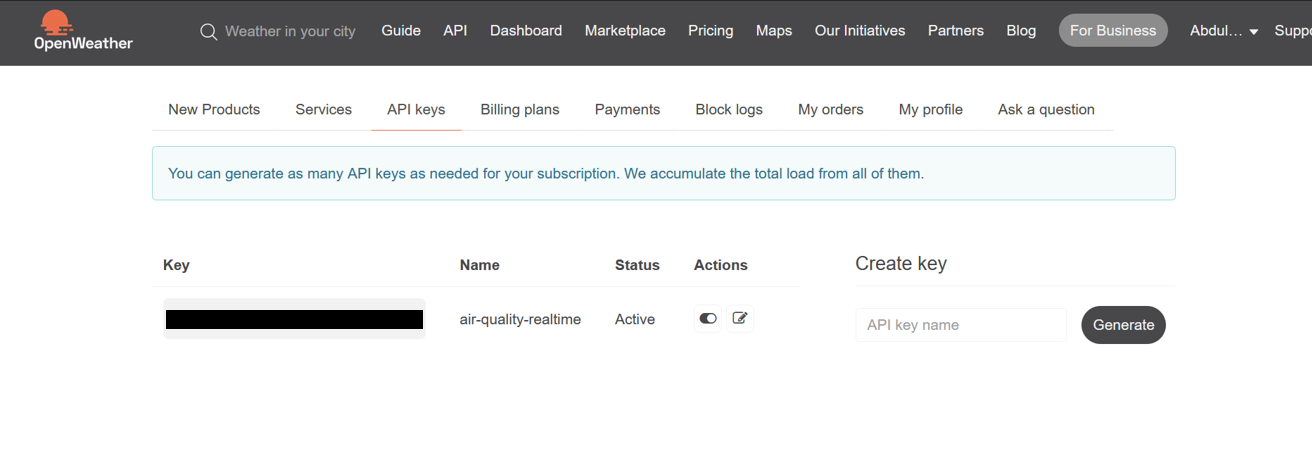 OpenWeather
Weather in your city Guide API Dashboard Marketplace Pricing Maps Our Initiatives Partners Blog For Business Abdul...
New Products Services API keys Billing plans Payments Block logs My orders My profile Ask a question
You can generate as many API keys as needed for your subscription. We accumulate the total load from all of them.
Key Name Status Actions Create key
air-quality-realtime Active API key name Generate